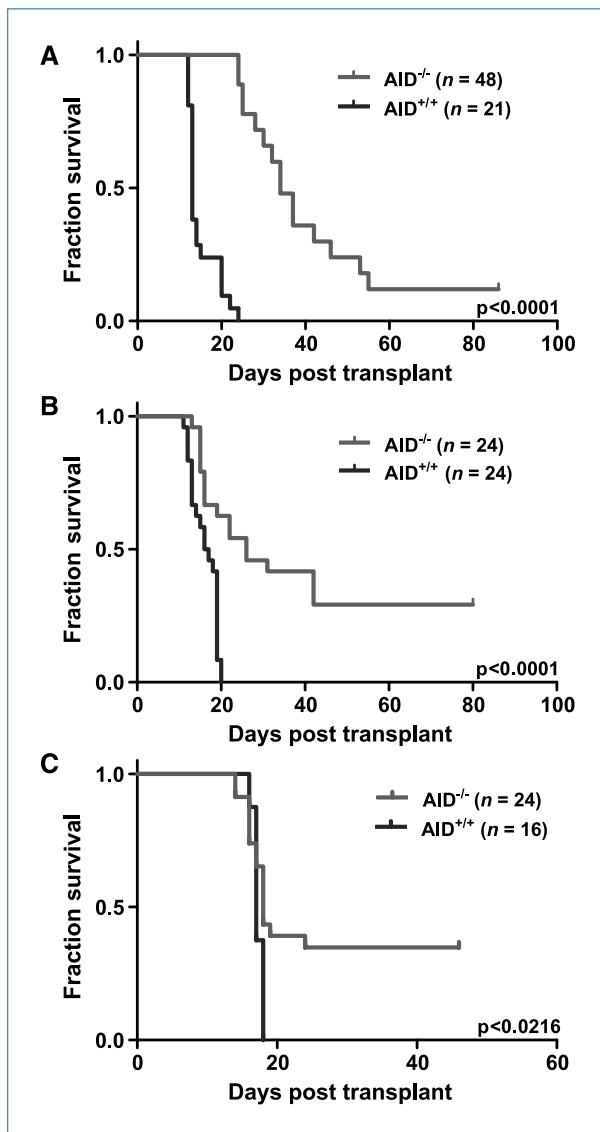 A
1.0
AID-/- (n = 48)
AID+/+ (n = 21)
Fraction survival
0.5
0.0
p<0.0001
0 20 40 60 80 100
Days post transplant
B
1.0
AID-/- (n = 24)
AID+/+ (n = 24)
Fraction survival
0.5
0.0
p<0.0001
0 20 40 60 80 100
Days post transplant
C
1.0
AID-/- (n = 24)
AID+/+ (n = 16)
Fraction survival
0.5
0.0
p<0.0216
0 20 40 60
Days post transplant